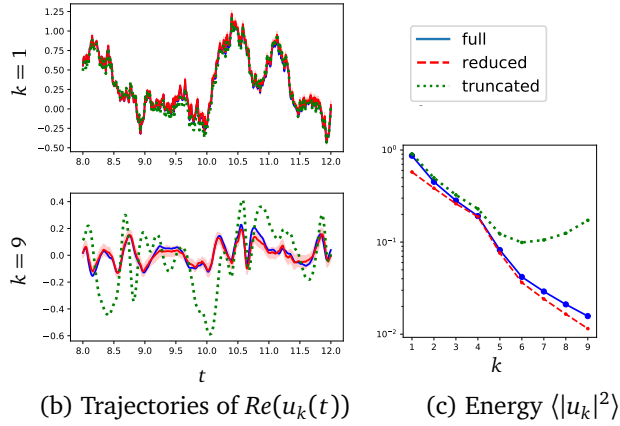 1.25
1.00
0.75
0.50
0.25
0.00
−0.25
−0.50
k = 1
8.0 8.5 9.0 9.5 10.0 10.5 11.0 11.5 12.0
full
reduced
truncated
0.4
0.2
0.0
−0.2
−0.4
−0.6
k = 9
8.0 8.5 9.0 9.5 10.0 10.5 11.0 11.5 12.0
t
10⁰
10⁻¹
10⁻²
1 2 3 4 5 6 7 8 9
k
(b) Trajectories of Re(uₖ(t))
(c) Energy ⟨|uₖ|²⟩